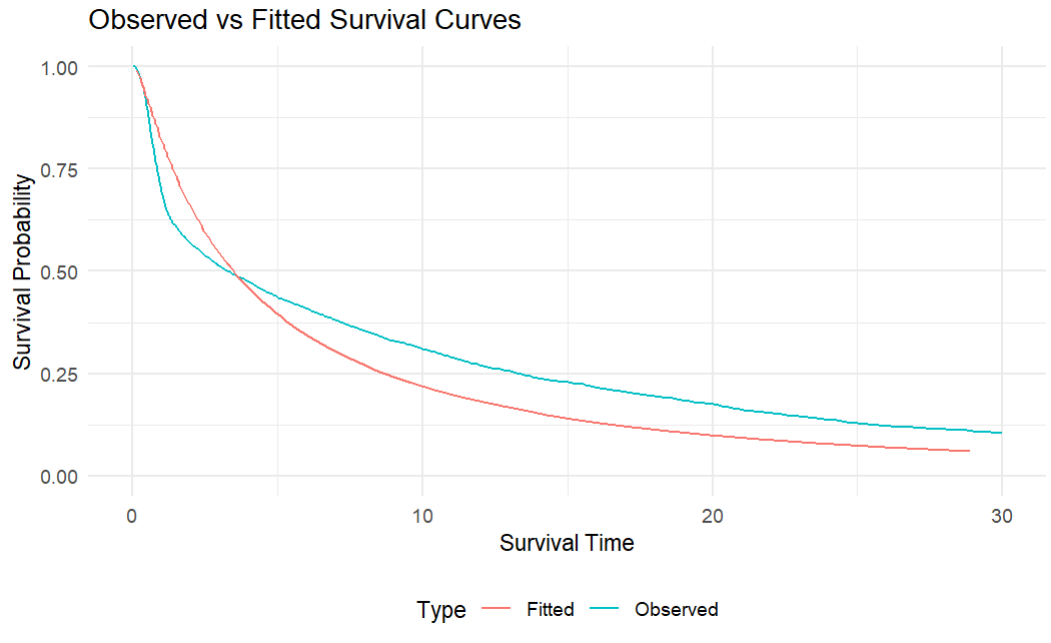 Observed vs Fitted Survival Curves
1.00
0.75
0.50
0.25
0.00
Survival Probability
0 10 20 30
Survival Time
Type Fitted Observed